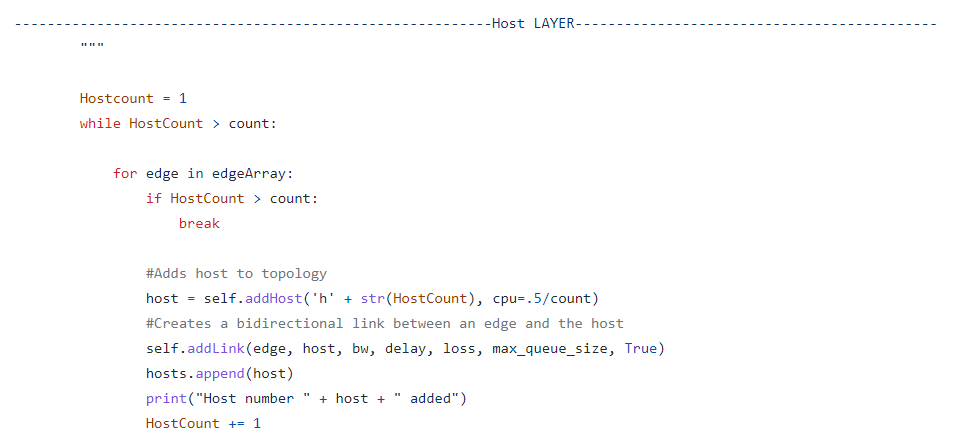 ------------------------------------------------------------Host LAYER--------------------------------------------
"""
Hostcount = 1
while HostCount > count:
for edge in edgeArray:
if HostCount > count:
break
#Adds host to topology
host = self.addHost('h' + str(HostCount), cpu=.5/count)
#Creates a bidirectional link between an edge and the host
self.addLink(edge, host, bw, delay, loss, max_queue_size, True)
hosts.append(host)
print("Host number " + host + " added")
HostCount += 1